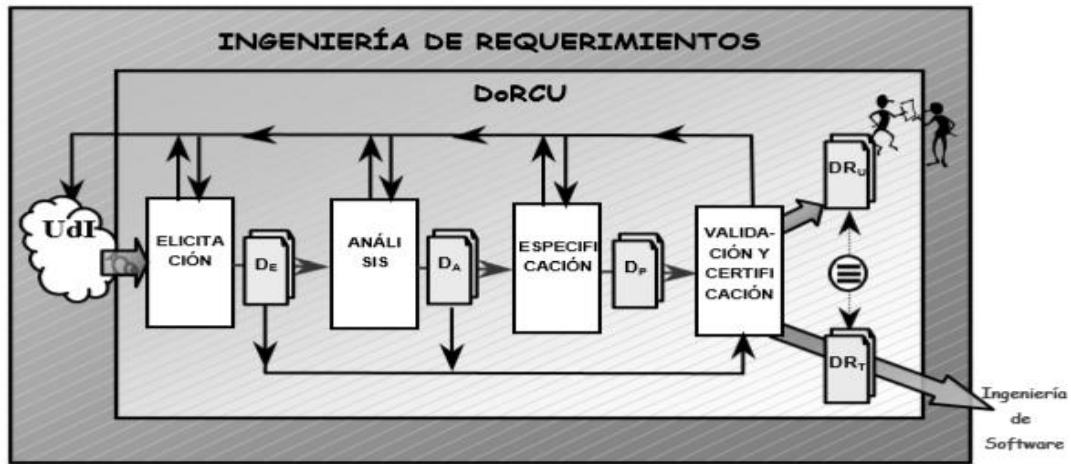 INGENIERÍA DE REQUERIMIENTOS
DoRCU
UdI
ELICITA
CIÓN
DE
ANÁLI
SIS
DA
ESPECIFI
CACIÓN
DP
VALIDA-
CIÓN Y
CERTIFI
CACIÓN
DRU
DRT
Ingeniería
de
Software